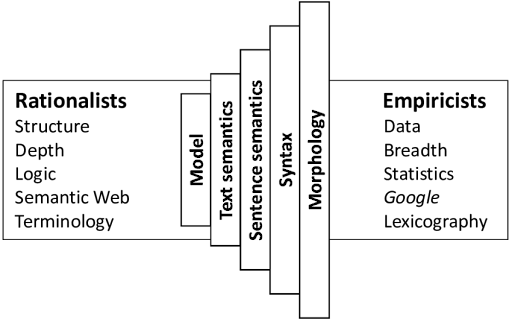 Rationalists
Structure
Depth
Logic
Semantic Web
Terminology
Model
Text semantics
Sentence semantics
Syntax
Morphology
Empiricists
Data
Breadth
Statistics
Google
Lexicography